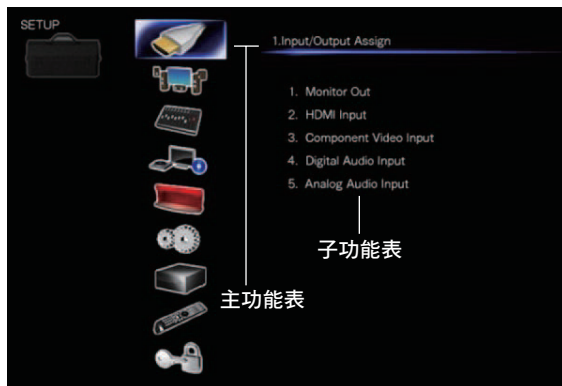 SETUP
1.Input/Output Assign
1. Monitor Out
2. HDMI Input
3. Component Video Input
4. Digital Audio Input
5. Analog Audio Input
子功能表
主功能表